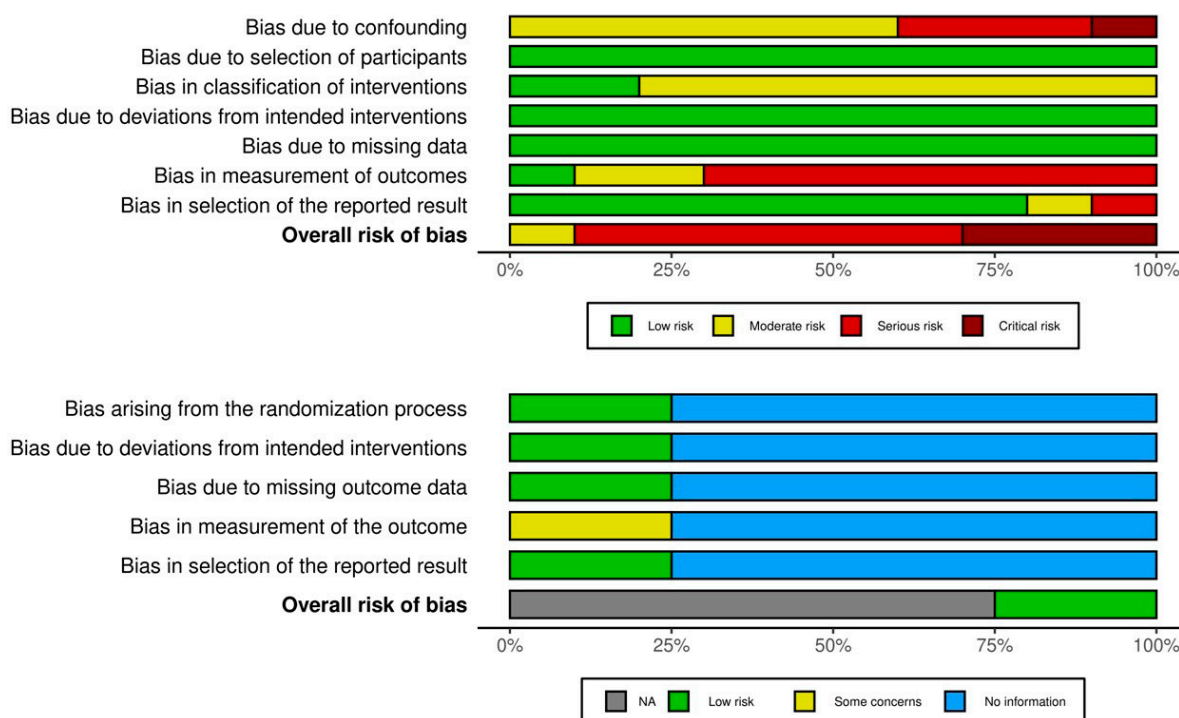 Bias due to confounding
Bias due to selection of participants
Bias in classification of interventions
Bias due to deviations from intended interventions
Bias due to missing data
Bias in measurement of outcomes
Bias in selection of the reported result
Overall risk of bias
0% 25% 50% 75% 100%
Low risk Moderate risk Serious risk Critical risk
Bias arising from the randomization process
Bias due to deviations from intended interventions
Bias due to missing outcome data
Bias in measurement of the outcome
Bias in selection of the reported result
Overall risk of bias
0% 25% 50% 75% 100%
NA Low risk Some concerns No information